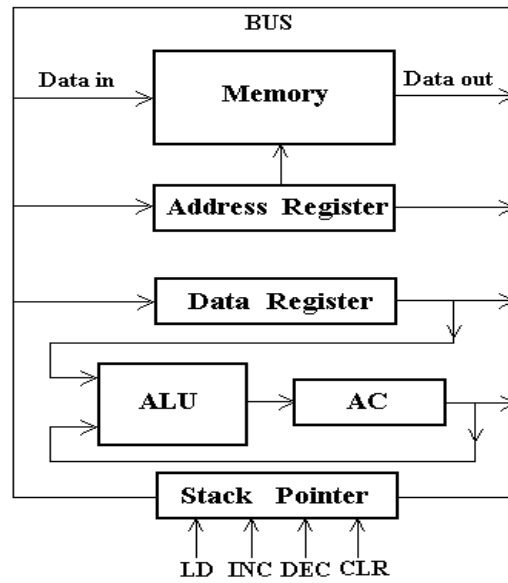 BUS
Data in
Memory
Data out
Address Register
Data Register
ALU
AC
Stack Pointer
LD INC DEC CLR